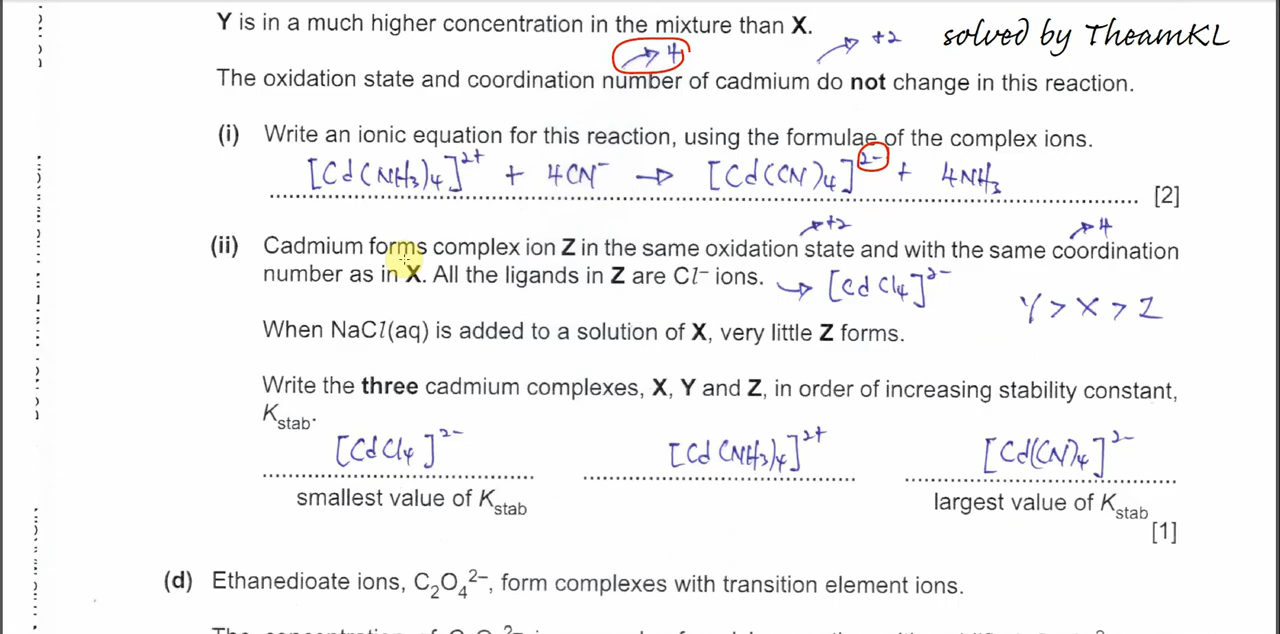 Y is in a much higher concentration in the mixture than X.
solved by TheamKL
→ 4
→ +2
The oxidation state and coordination number of cadmium do not change in this reaction.
(i) Write an ionic equation for this reaction, using the formulae of the complex ions.
[Cd(NH₃)₄]²⁺ + 4CN⁻ → [Cd(CN)₄]²⁻ + 4NH₃
[2]
→ +2
→ 4
(ii) Cadmium forms complex ion Z in the same oxidation state and with the same coordination
number as in X. All the ligands in Z are Cl⁻ ions.
→ [CdCl₄]²⁻
Y > X > Z
When NaCl(aq) is added to a solution of X, very little Z forms.
Write the three cadmium complexes, X, Y and Z, in order of increasing stability constant,
Kstab.
[CdCl₄]²⁻ [Cd(NH₃)₄]²⁺ [Cd(CN)₄]²⁻
smallest value of Kstab largest value of Kstab
[1]
(d) Ethanedioate ions, C₂O₄²⁻, form complexes with transition element ions.